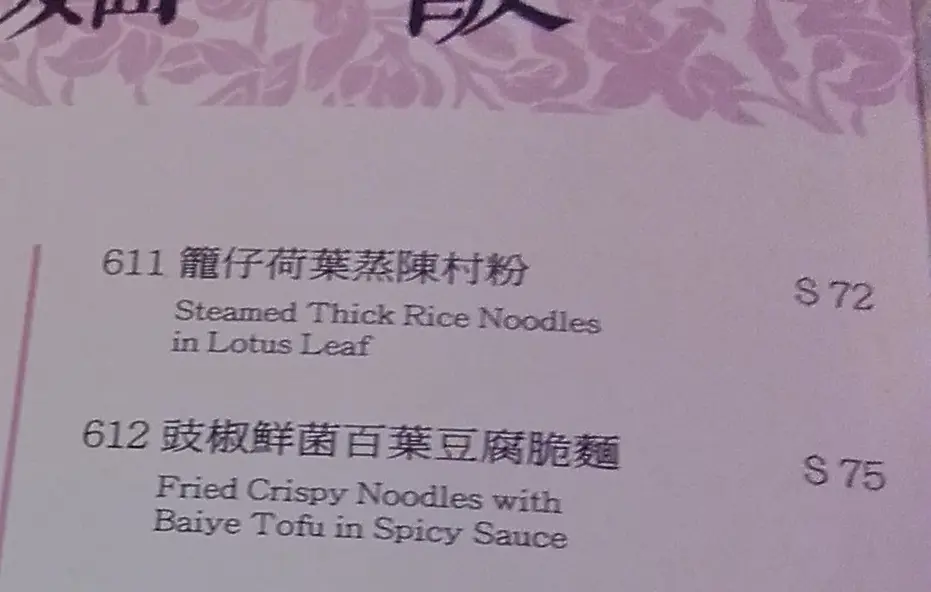 611 籠仔荷葉蒸陳村粉 $72
Steamed Thick Rice Noodles
in Lotus Leaf
612 豉椒鮮菌百葉豆腐脆麵 $75
Fried Crispy Noodles with
Baiye Tofu in Spicy Sauce